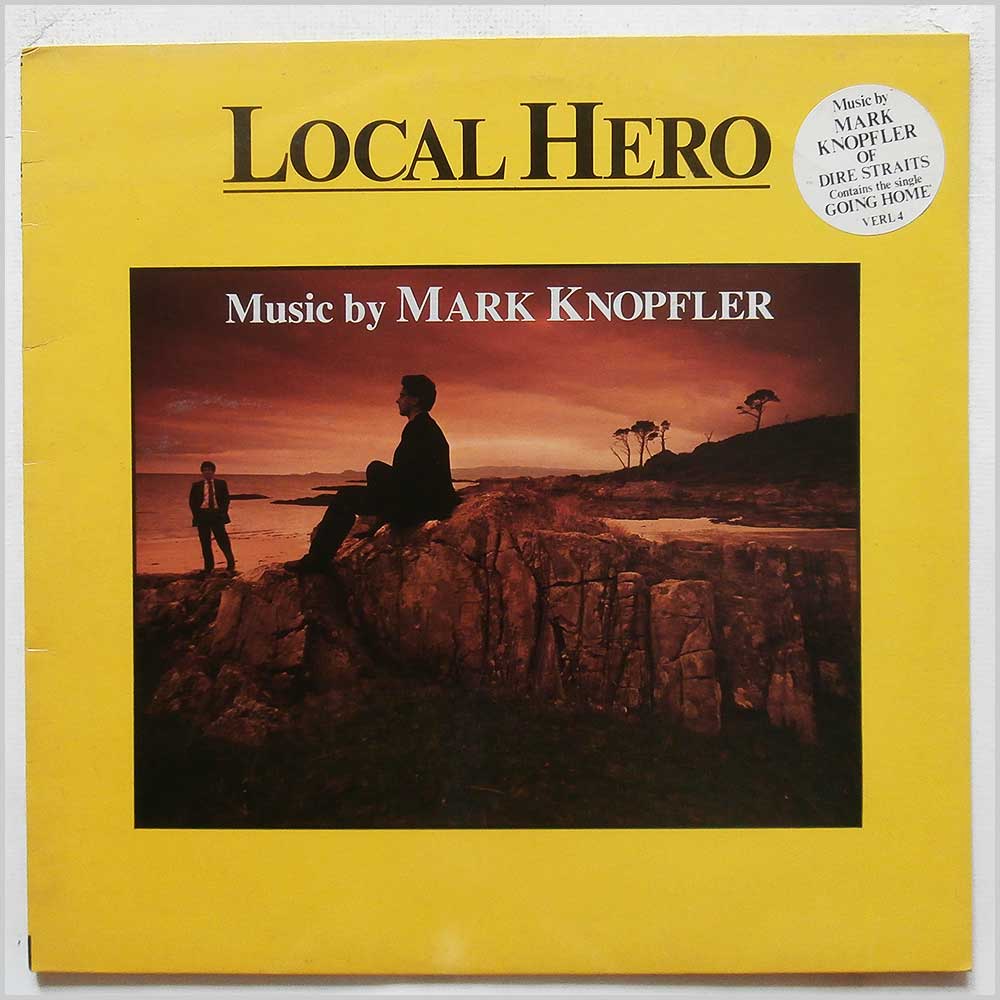 LOCAL HERO
Music by
MARK
KNOPFLER
OF
DIRE STRAITS
Contains the single
GOING HOME
VERL 4
Music by MARK KNOPFLER